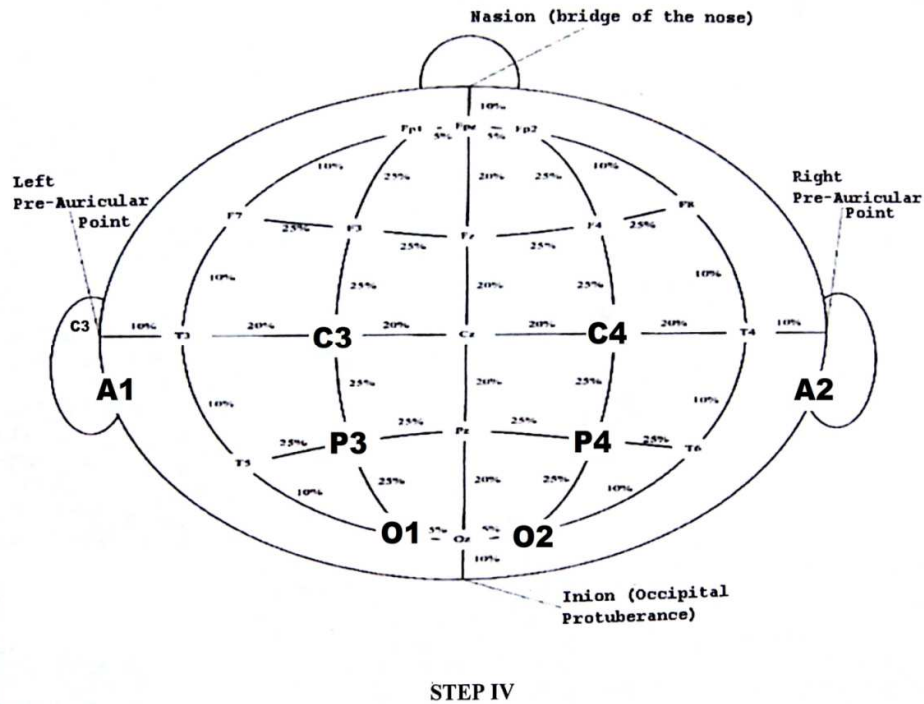 Nasion (bridge of the nose)
10%
Fp1 5% Fpz 5% Fp2
10% 25% 20% 25% 10%
Left
Pre-Auricular
Point
Right
Pre-Auricular
Point
F7 25% F3 25% Fz 25% F4 25% F8
10% 25% 20% 25% 10%
C3 10% T3 20% C3 20% Cz 20% C4 20% T4 10%
A1 A2
10% 25% 20% 25% 10%
T5 25% P3 25% Pz 25% P4 25% T6
10% 25% 20% 25% 10%
O1 5% Oz 5% O2
10%
Inion (Occipital
Protuberance)
STEP IV